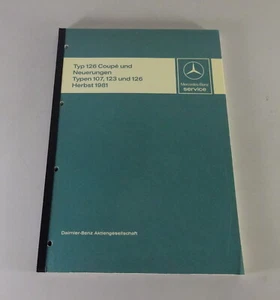 Typ 126 Coupé und
Neuerungen
Typen 107, 123 und 126
Herbst 1981
Mercedes-Benz
service
Daimler-Benz Aktiengesellschaft